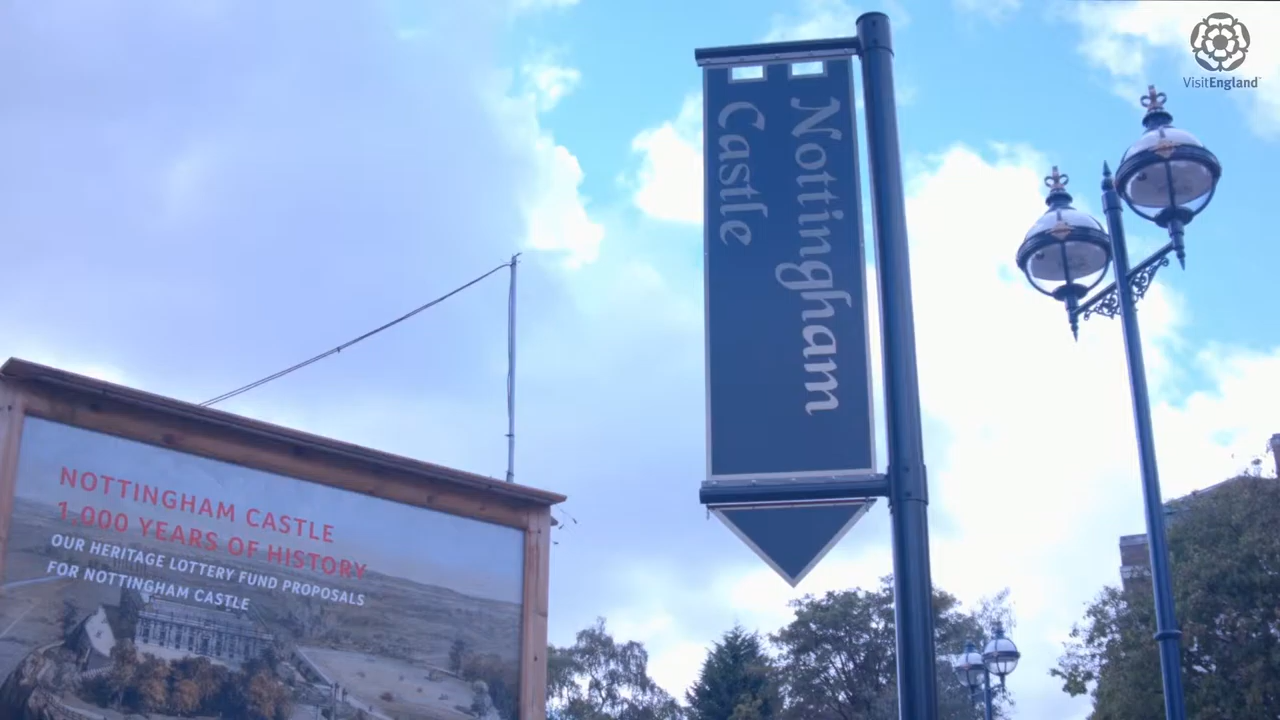 VisitEngland
Nottingham
Castle
NOTTINGHAM CASTLE
1,000 YEARS OF HISTORY
OUR HERITAGE LOTTERY FUND PROPOSALS
FOR NOTTINGHAM CASTLE